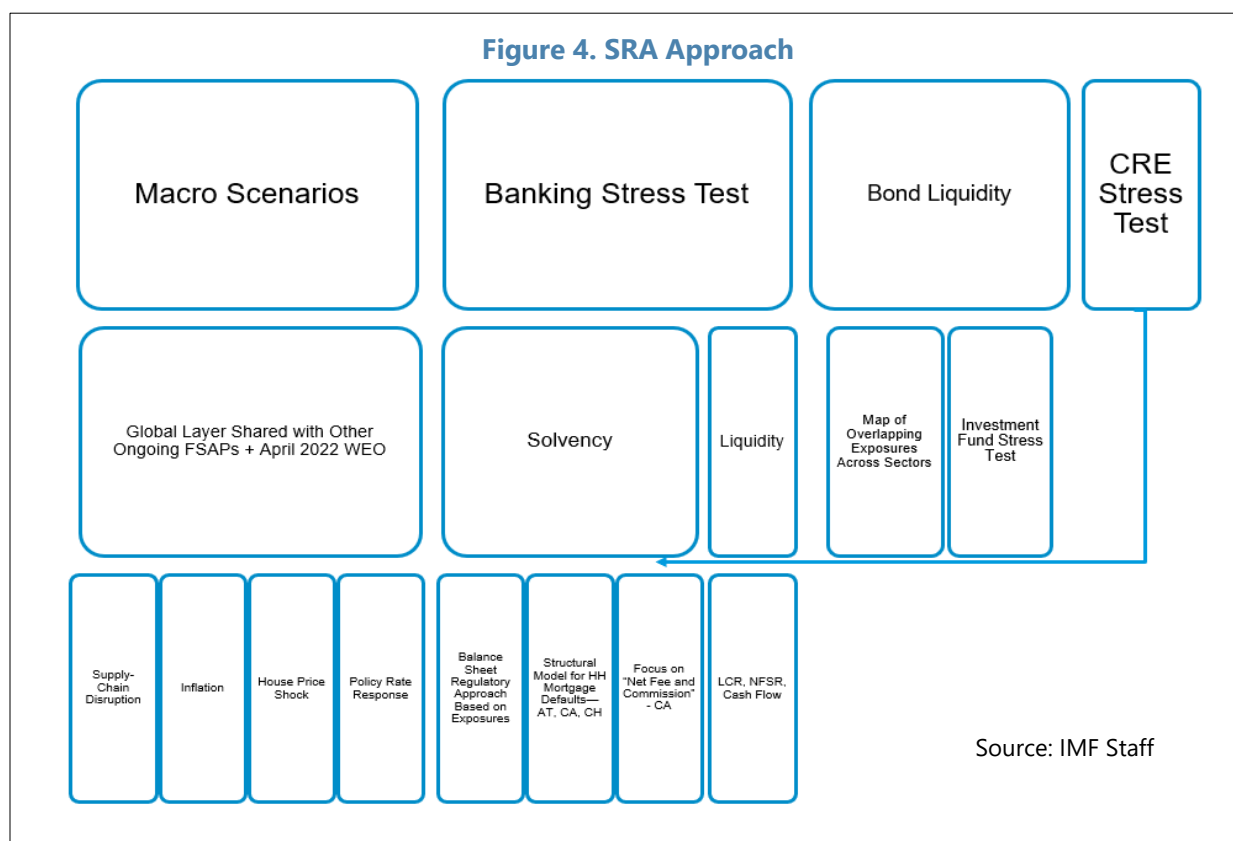 Figure 4. SRA Approach
Macro Scenarios
Banking Stress Test
Bond Liquidity
CRE
Stress
Test
Global Layer Shared with Other
Ongoing FSAPs + April 2022 WEO
Solvency
Liquidity
Map of
Overlapping
Exposures
Across Sectors
Investment
Fund Stress
Test
Supply-
Chain
Disruption
Inflation
House Price
Shock
Policy Rate
Response
Balance
Sheet
Regulatory
Approach
Based on
Exposures
Structural
Model for HH
Mortgage
Defaults—
AT, CA, CH
Focus on
"Net Fee and
Commission"
- CA
LCR, NFSR,
Cash Flow
Source: IMF Staff